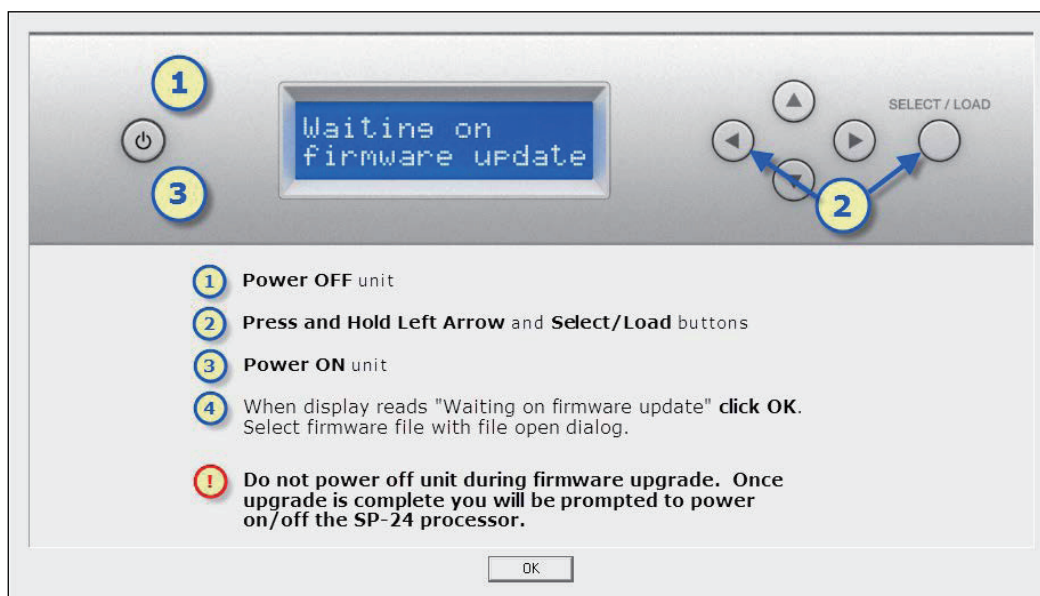 1
Waiting on
firmware update
SELECT / LOAD
3
2
1 Power OFF unit
2 Press and Hold Left Arrow and Select/Load buttons
3 Power ON unit
4 When display reads "Waiting on firmware update" click OK.
Select firmware file with file open dialog.
! Do not power off unit during firmware upgrade. Once
upgrade is complete you will be prompted to power
on/off the SP-24 processor.
OK